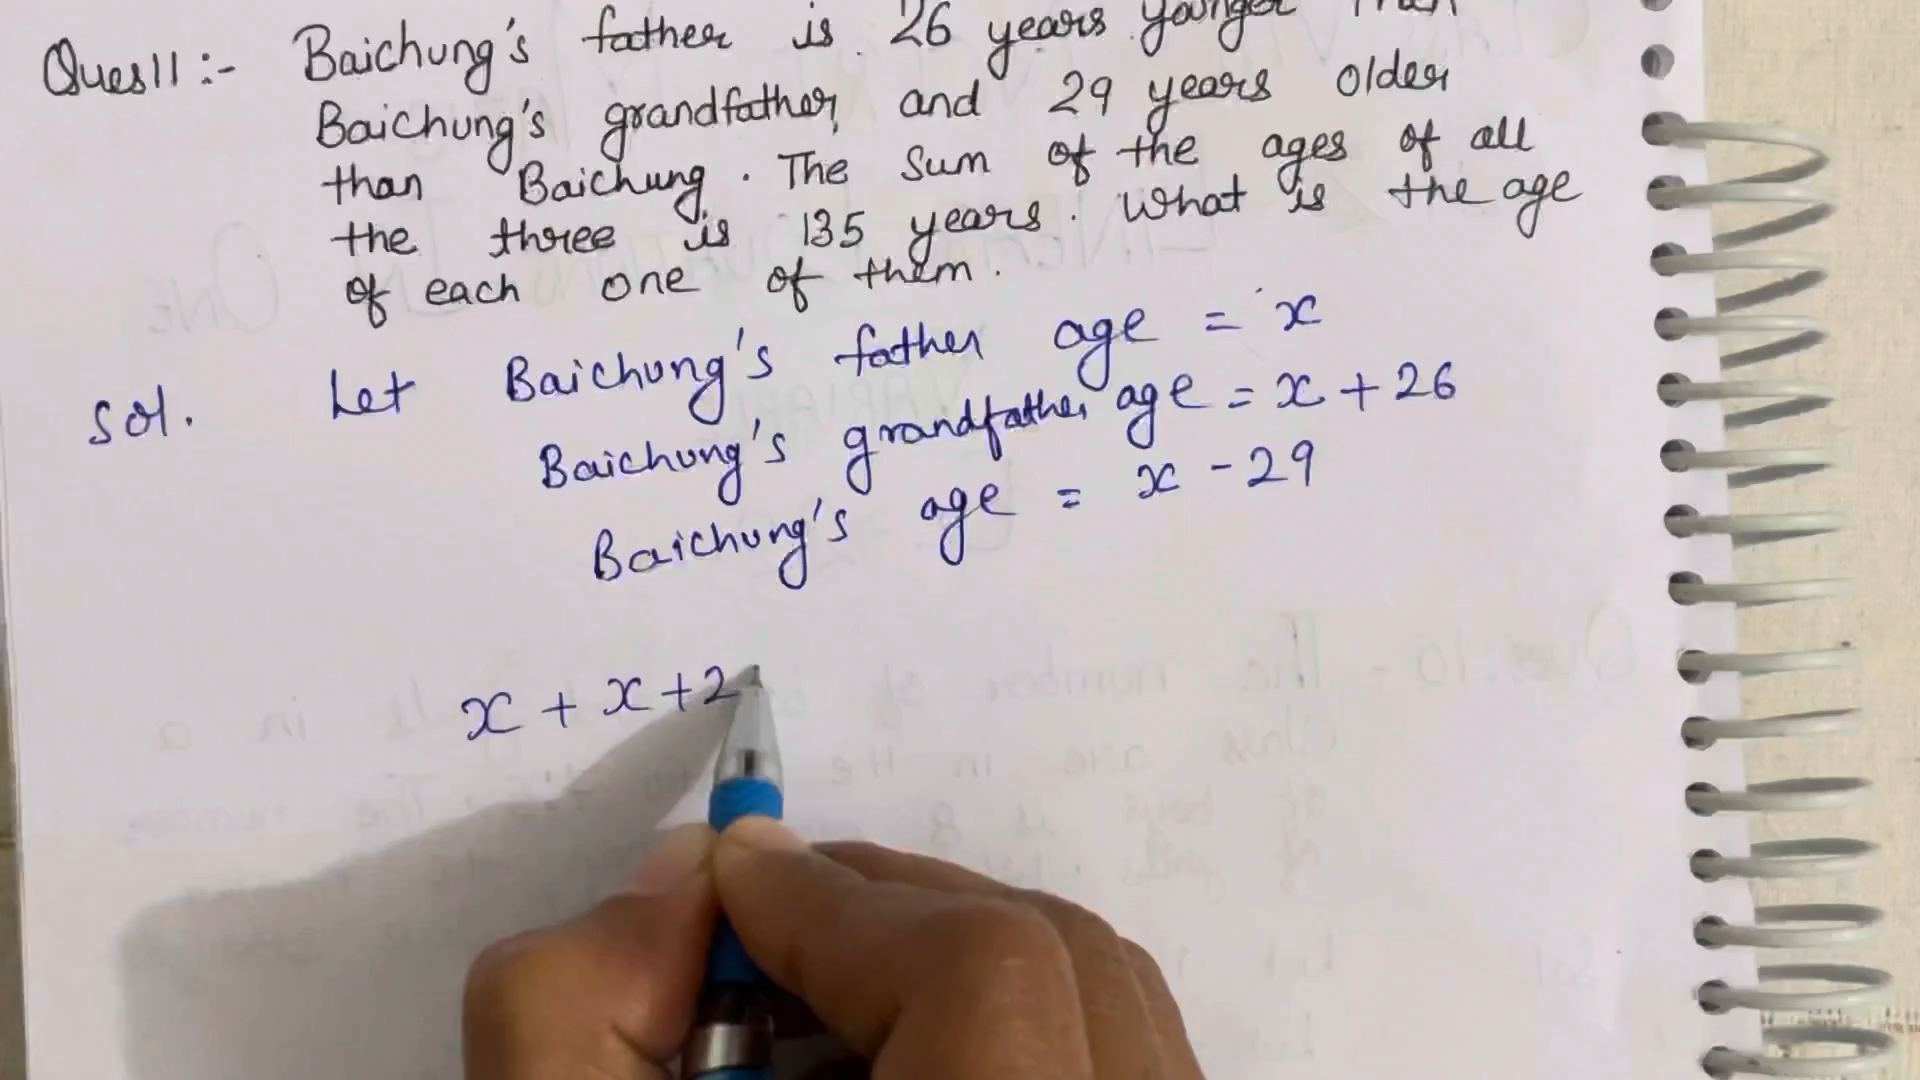 Ques11:- Baichung's father is 26 years younger than
Baichung's grandfather, and 29 years older
than Baichung. The Sum of the ages of all
the three is 135 years. What is the age
of each one of them.
Sol. Let Baichung's father age = x
Baichung's grandfather age = x + 26
Baichung's age = x - 29
x + x + 2